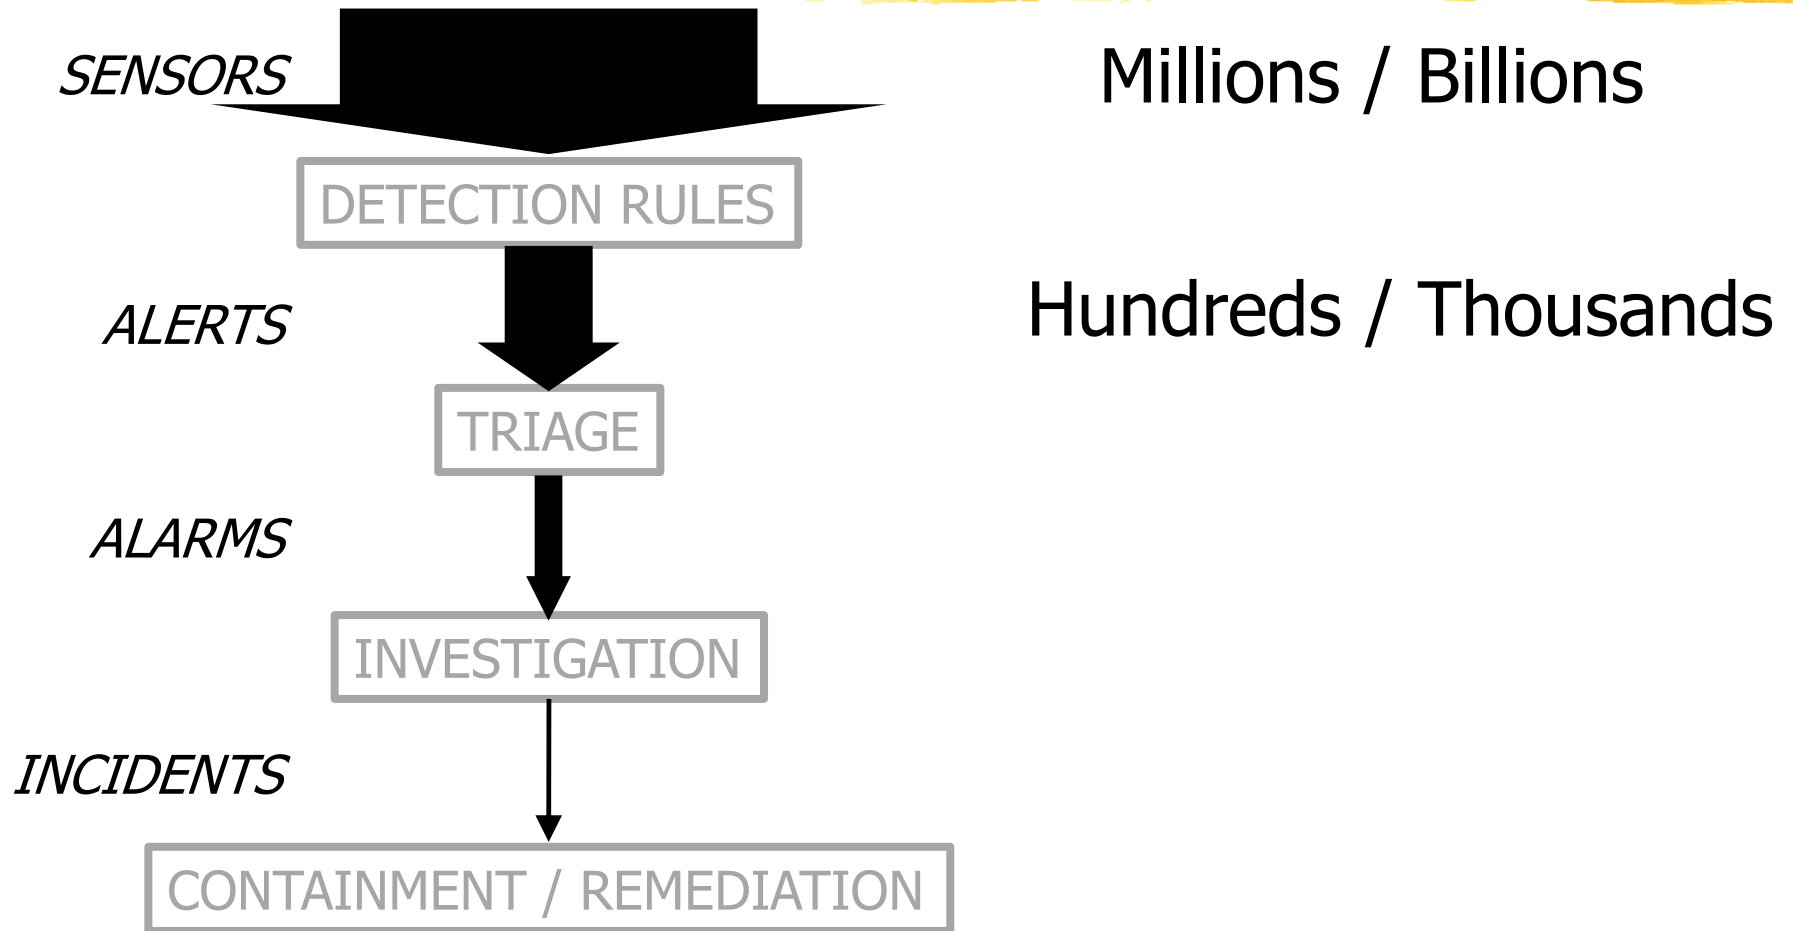 SENSORS
Millions / Billions
DETECTION RULES
ALERTS
Hundreds / Thousands
TRIAGE
ALARMS
INVESTIGATION
INCIDENTS
CONTAINMENT / REMEDIATION